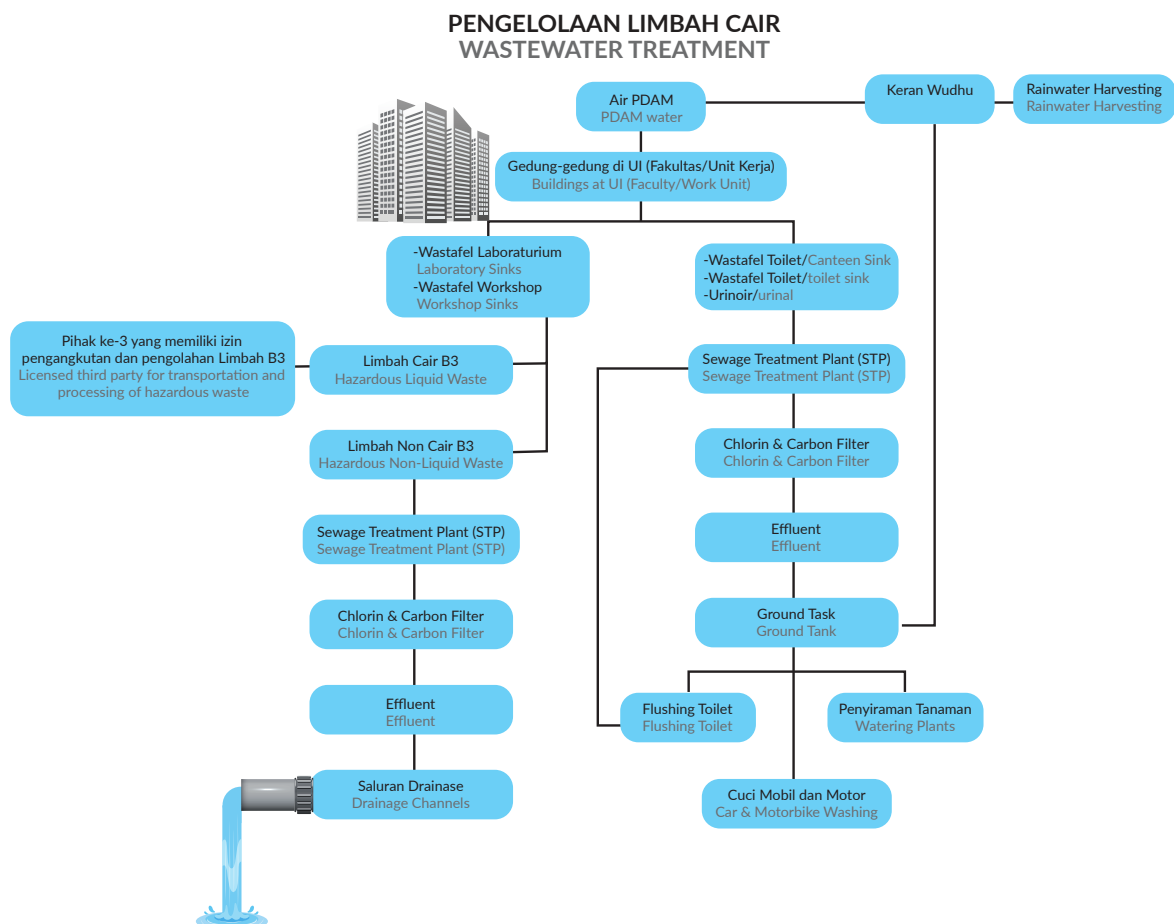 PENGELOLAAN LIMBAH CAIR
WASTEWATER TREATMENT
Air PDAM
PDAM water
Keran Wudhu
Rainwater Harvesting
Rainwater Harvesting
Gedung-gedung di UI (Fakultas/Unit Kerja)
Buildings at UI (Faculty/Work Unit)
-Wastafel Laboraturium
Laboratory Sinks
-Wastafel Workshop
Workshop Sinks
-Wastafel Toilet/Canteen Sink
-Wastafel Toilet/toilet sink
-Urinoir/urinal
Pihak ke-3 yang memiliki izin
pengangkutan dan pengolahan Limbah B3
Licensed third party for transportation and
processing of hazardous waste
Limbah Cair B3
Hazardous Liquid Waste
Sewage Treatment Plant (STP)
Sewage Treatment Plant (STP)
Limbah Non Cair B3
Hazardous Non-Liquid Waste
Chlorin & Carbon Filter
Chlorin & Carbon Filter
Sewage Treatment Plant (STP)
Sewage Treatment Plant (STP)
Effluent
Effluent
Chlorin & Carbon Filter
Chlorin & Carbon Filter
Ground Task
Ground Tank
Effluent
Effluent
Flushing Toilet
Flushing Toilet
Penyiraman Tanaman
Watering Plants
Saluran Drainase
Drainage Channels
Cuci Mobil dan Motor
Car & Motorbike Washing